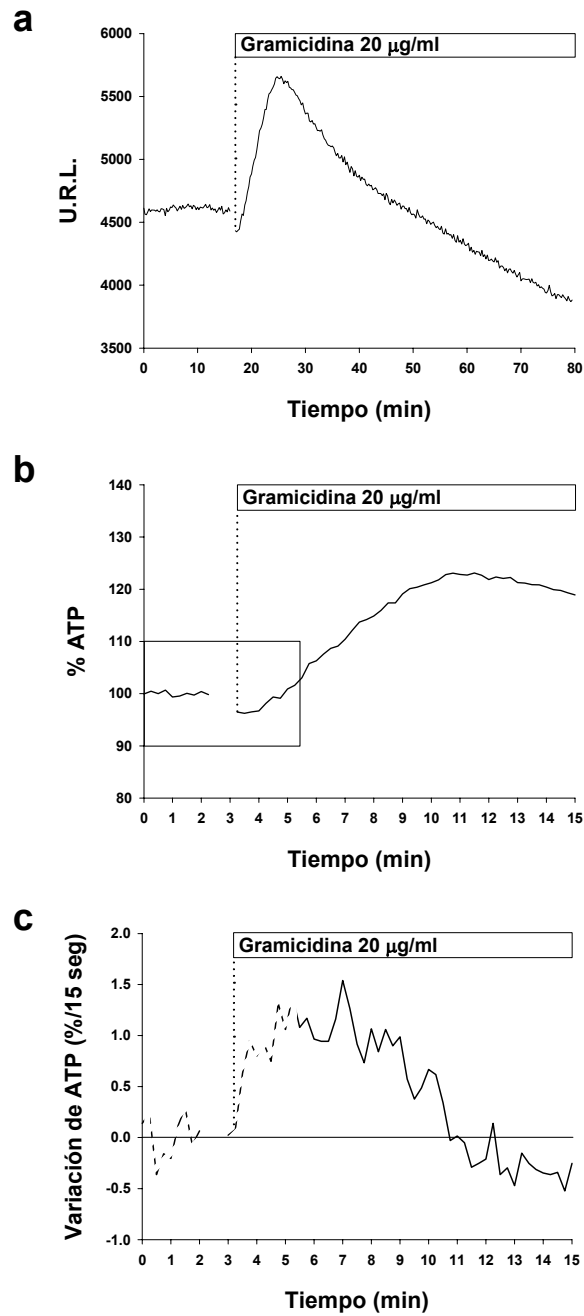 a
Gramicidina 20 μg/ml
6000
5500
5000
4500
4000
3500
U.R.L.
0 10 20 30 40 50 60 70 80
Tiempo (min)
b
Gramicidina 20 μg/ml
140
130
120
110
100
90
80
% ATP
0 1 2 3 4 5 6 7 8 9 10 11 12 13 14 15
Tiempo (min)
c
Gramicidina 20 μg/ml
2.0
1.5
1.0
0.5
0.0
-0.5
-1.0
Variación de ATP (%/15 seg)
0 1 2 3 4 5 6 7 8 9 10 11 12 13 14 15
Tiempo (min)